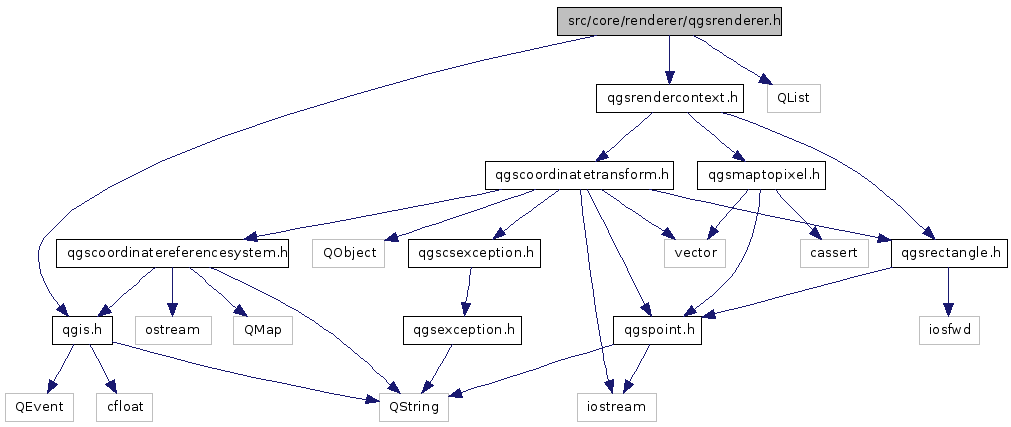 src/core/renderer/qgsrenderer.h
qgsrendercontext.h
QList
qgscoordinatetransform.h
qgsmaptopixel.h
qgscoordinatereferencesystem.h
QObject
qgscsexception.h
vector
cassert
qgsrectangle.h
qgis.h
ostream
QMap
qgsexception.h
qgspoint.h
iosfwd
QEvent
cfloat
QString
iostream